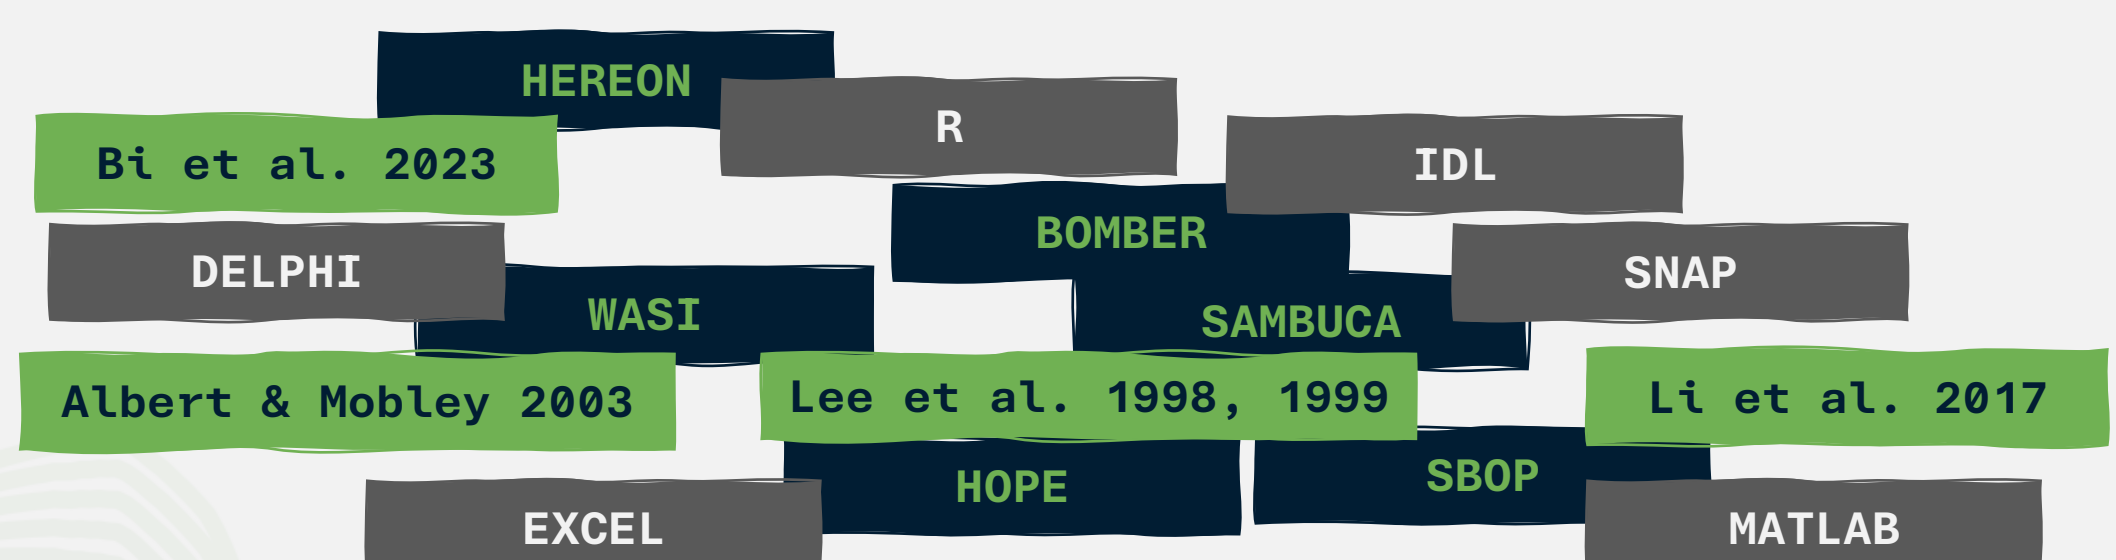 HEREON
R
Bi et al. 2023
IDL
BOMBER
DELPHI
SNAP
WASI
SAMBUCA
Albert & Mobley 2003
Lee et al. 1998, 1999
Li et al. 2017
HOPE
SBOP
EXCEL
MATLAB